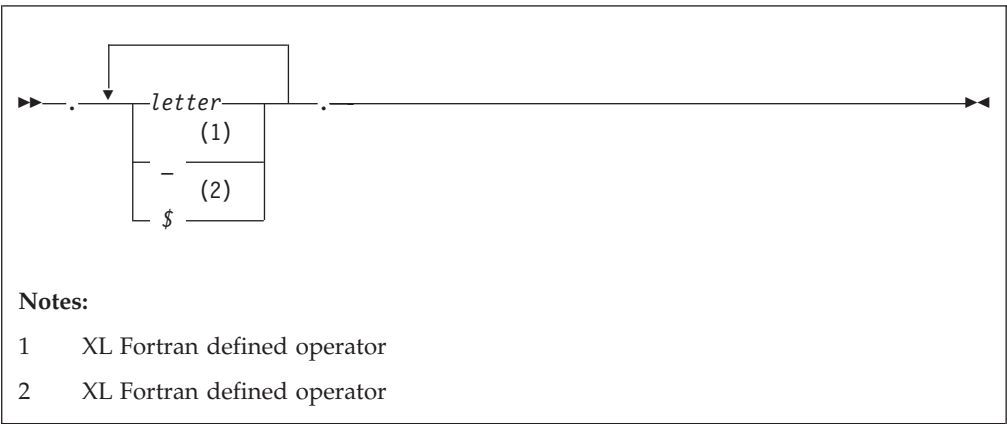 . letter .
(1)
_
(2)
$
Notes:
1 XL Fortran defined operator
2 XL Fortran defined operator